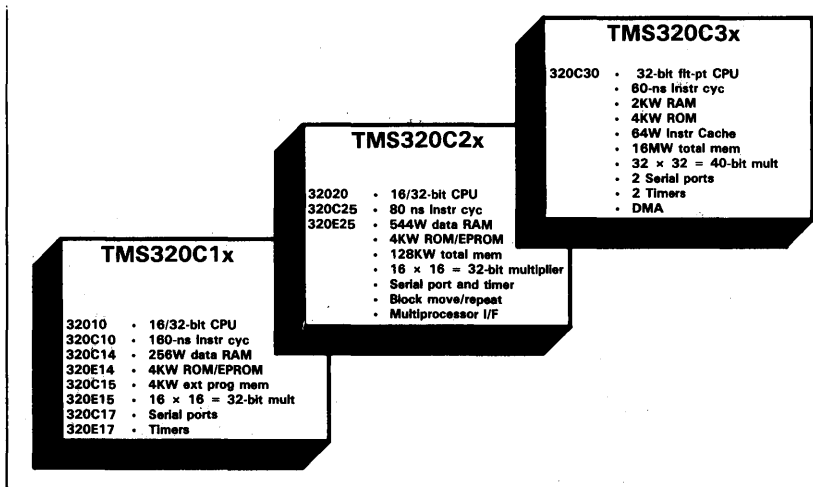 TMS320C1x
32010 · 16/32-bit CPU
320C10 · 160-ns Instr cyc
320C14 · 256W data RAM
320E14 · 4KW ROM/EPROM
320C15 · 4KW ext prog mem
320E15 · 16 × 16 = 32-bit mult
320C17 · Serial ports
320E17 · Timers
TMS320C2x
32020 · 16/32-bit CPU
320C25 · 80 ns Instr cyc
320E25 · 544W data RAM
· 4KW ROM/EPROM
· 128KW total mem
· 16 × 16 = 32-bit multiplier
· Serial port and timer
· Block move/repeat
· Multiprocessor I/F
TMS320C3x
320C30 · 32-bit flt-pt CPU
· 60-ns Instr cyc
· 2KW RAM
· 4KW ROM
· 64W Instr Cache
· 16MW total mem
· 32 × 32 = 40-bit mult
· 2 Serial ports
· 2 Timers
· DMA